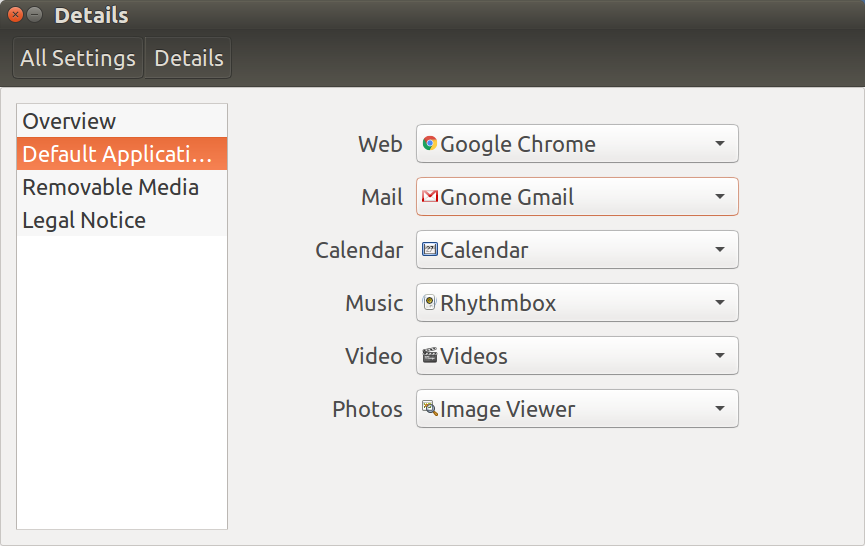 Details
All Settings Details
Overview
Default Applicati...
Removable Media
Legal Notice
Web Google Chrome
Mail Gnome Gmail
Calendar Calendar
Music Rhythmbox
Video Videos
Photos Image Viewer